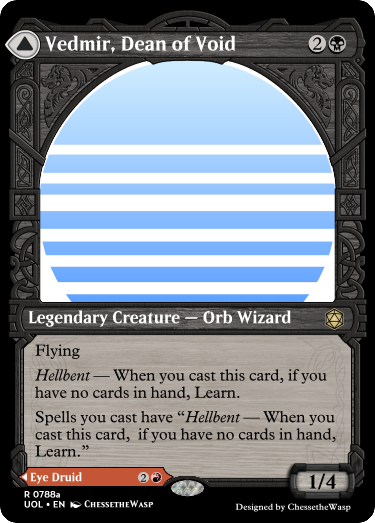 Vedmir, Dean of Void 2
Legendary Creature — Orb Wizard
Flying
Hellbent — When you cast this card, if you
have no cards in hand, Learn.
Spells you cast have “Hellbent — When you
cast this card,  if you have no cards in hand,
Learn.”
Eye Druid 2
1/4
R 0788a
UOL • EN ChessetheWasp
Designed by ChessetheWasp